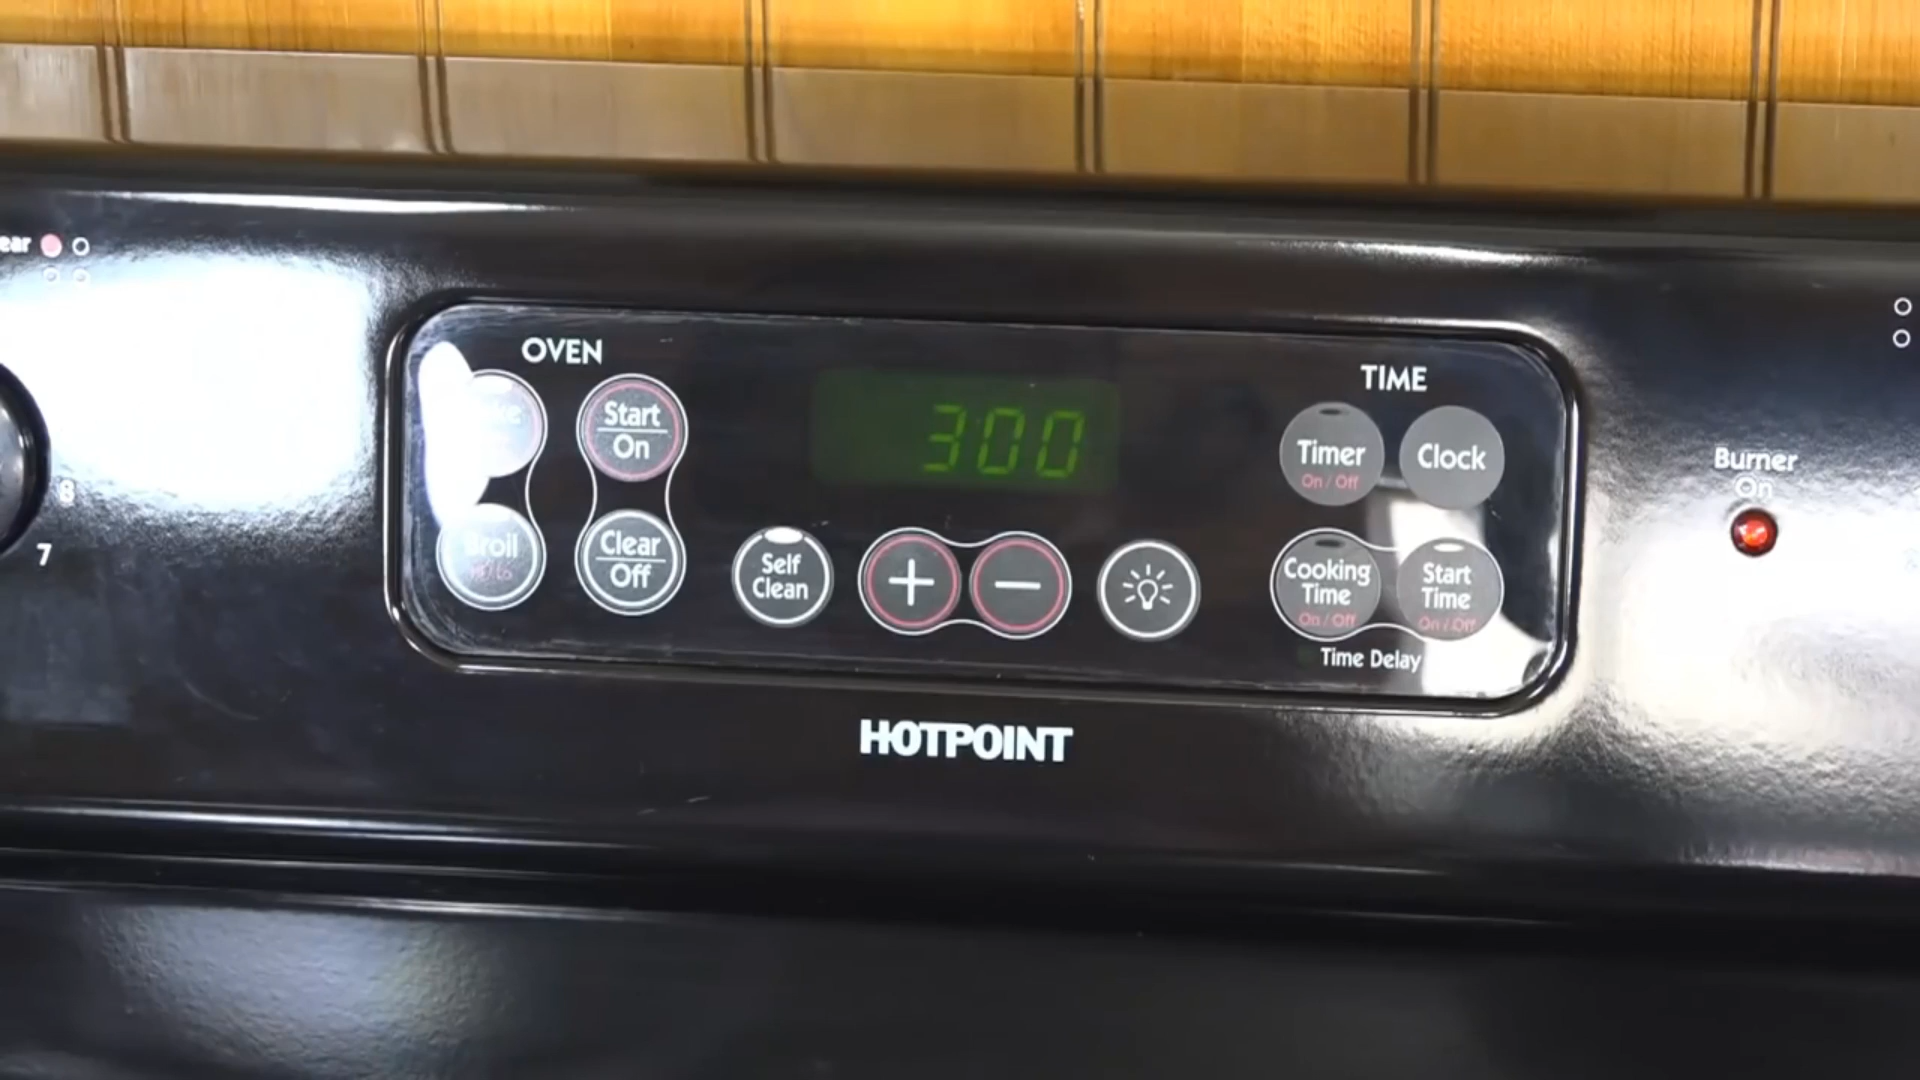 OVEN
Start
On
Broil
Clear
Off
Self
Clean
+
−
300
TIME
Timer
On / Off
Clock
Cooking
Time
On / Off
Start
Time
On / Off
Time Delay
Burner
On
8
7
HOTPOINT